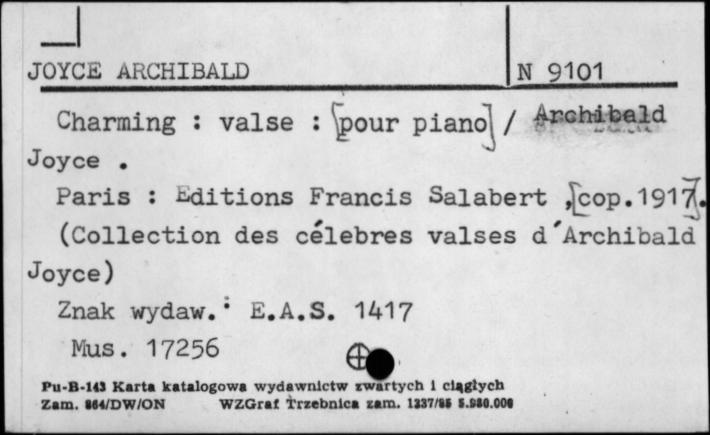 JOYCE ARCHIBALD N 9101
Charming : valse : [pour piano] / Archibald
Joyce .
Paris : Editions Francis Salabert ,[cop.1917].
(Collection des célebres valses d'Archibald
Joyce)
Znak wydaw.: E.A.S. 1417
Mus. 17256
Pu-B-143 Karta katalogowa wydawnictw zwartych i ciągłych
Zam. 864/DW/ON WZGraf Trzebnica zam. 1337/85 5.980.000